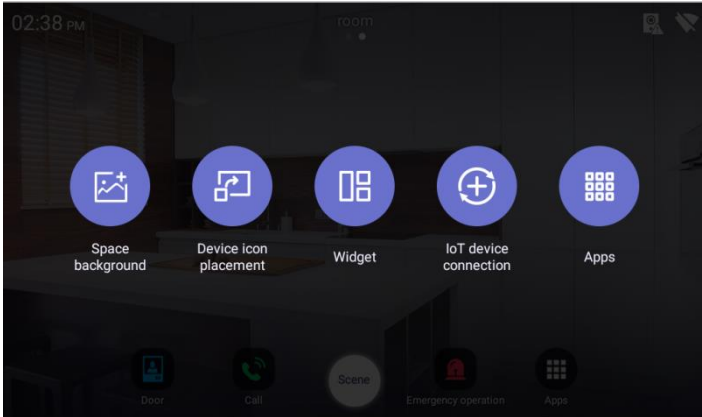 02:38 PM
room
Space
background
Device icon
placement
Widget
IoT device
connection
Apps
Door
Call
Scene
Emergency operation
Apps